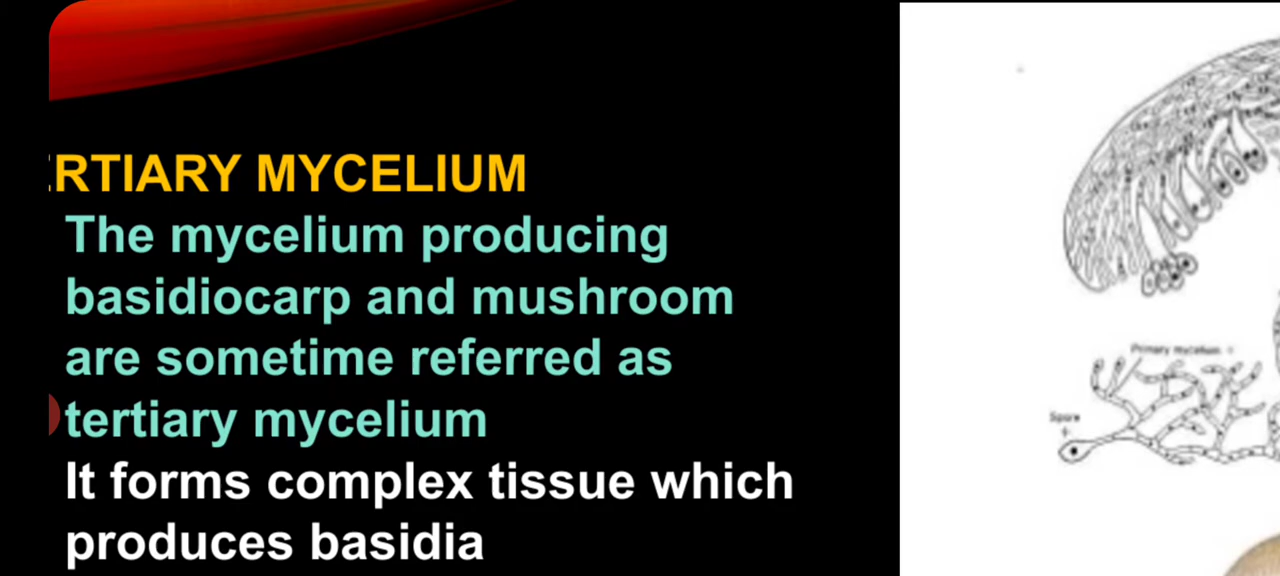 ERTIARY MYCELIUM
The mycelium producing
basidiocarp and mushroom
are sometime referred as
tertiary mycelium
It forms complex tissue which
produces basidia
Primary mycelium
Spore
+